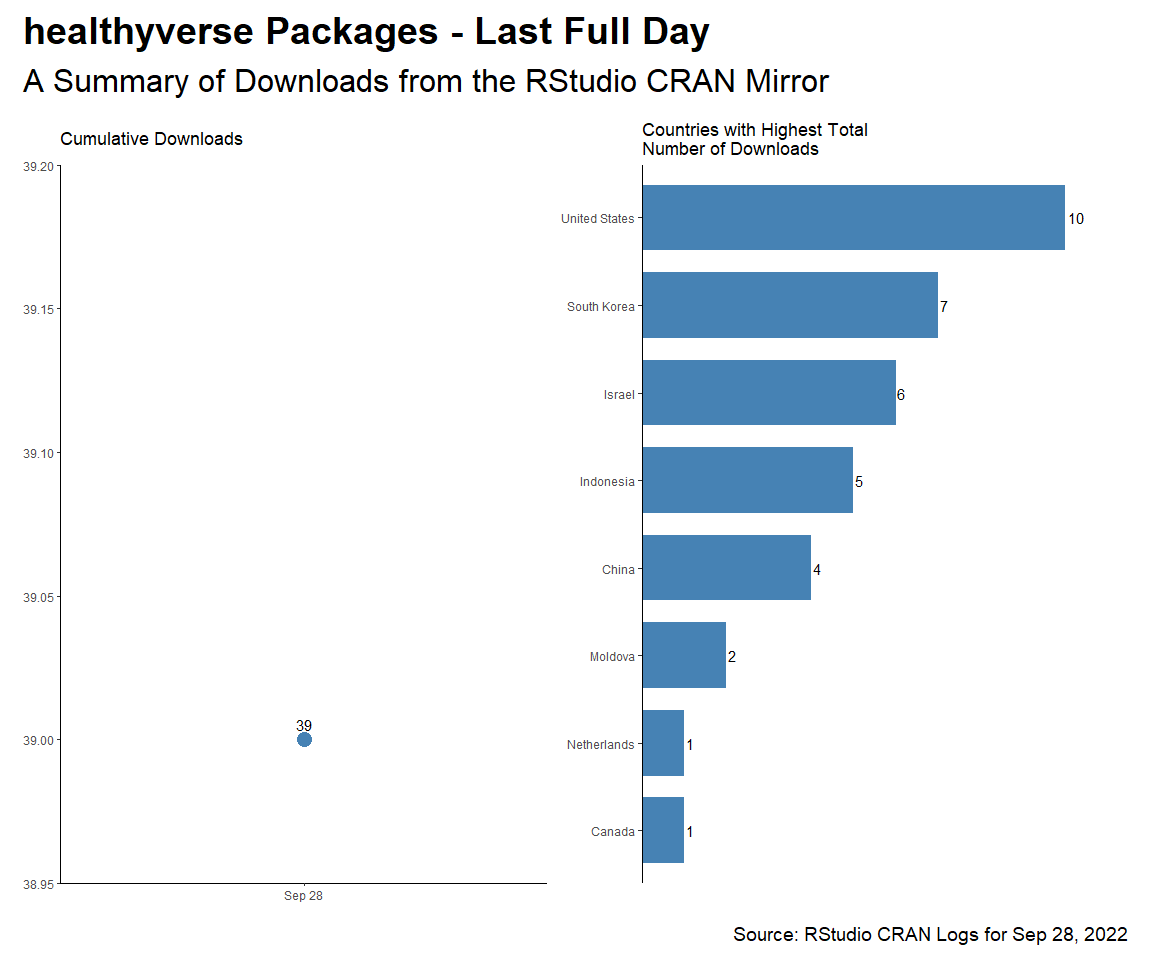 healthyverse Packages - Last Full Day
A Summary of Downloads from the RStudio CRAN Mirror
Cumulative Downloads
39.20
39.15
39.10
39.05
39.00
38.95
39
Sep 28
Countries with Highest Total
Number of Downloads
United States 10
South Korea 7
Israel 6
Indonesia 5
China 4
Moldova 2
Netherlands 1
Canada 1
Source: RStudio CRAN Logs for Sep 28, 2022